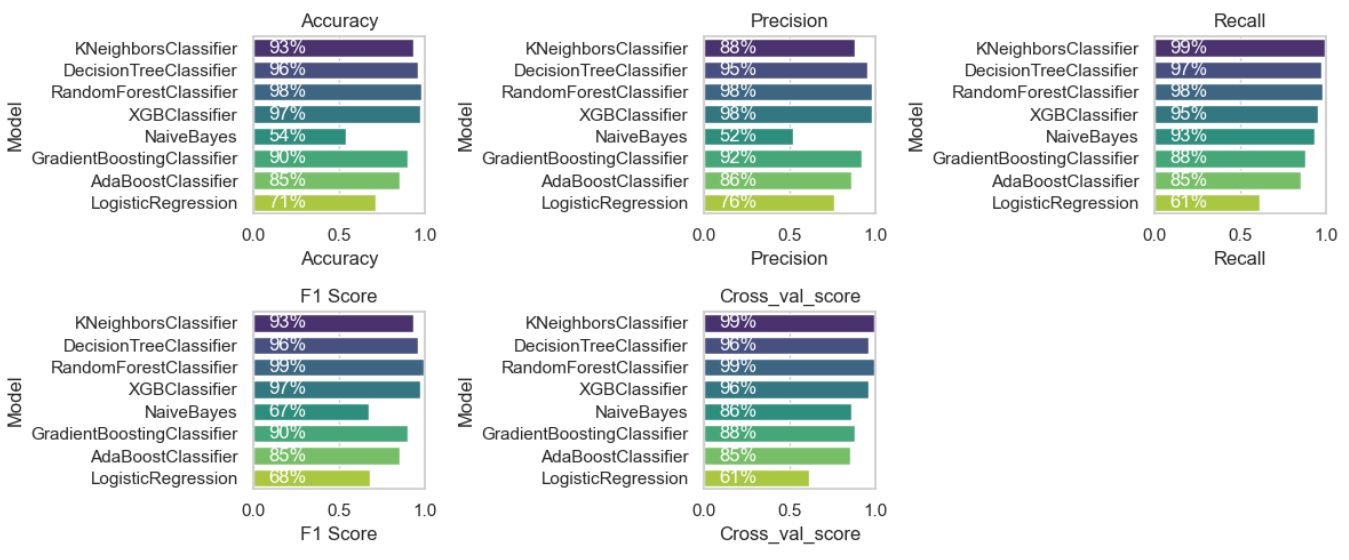 Accuracy
Model
KNeighborsClassifier 93%
DecisionTreeClassifier 96%
RandomForestClassifier 98%
XGBClassifier 97%
NaiveBayes 54%
GradientBoostingClassifier 90%
AdaBoostClassifier 85%
LogisticRegression 71%
0.0 0.5 1.0
Accuracy
Precision
Model
KNeighborsClassifier 88%
DecisionTreeClassifier 95%
RandomForestClassifier 98%
XGBClassifier 98%
NaiveBayes 52%
GradientBoostingClassifier 92%
AdaBoostClassifier 86%
LogisticRegression 76%
0.0 0.5 1.0
Precision
Recall
Model
KNeighborsClassifier 99%
DecisionTreeClassifier 97%
RandomForestClassifier 98%
XGBClassifier 95%
NaiveBayes 93%
GradientBoostingClassifier 88%
AdaBoostClassifier 85%
LogisticRegression 61%
0.0 0.5 1.0
Recall
F1 Score
Model
KNeighborsClassifier 93%
DecisionTreeClassifier 96%
RandomForestClassifier 99%
XGBClassifier 97%
NaiveBayes 67%
GradientBoostingClassifier 90%
AdaBoostClassifier 85%
LogisticRegression 68%
0.0 0.5 1.0
F1 Score
Cross_val_score
Model
KNeighborsClassifier 99%
DecisionTreeClassifier 96%
RandomForestClassifier 99%
XGBClassifier 96%
NaiveBayes 86%
GradientBoostingClassifier 88%
AdaBoostClassifier 85%
LogisticRegression 61%
0.0 0.5 1.0
Cross_val_score